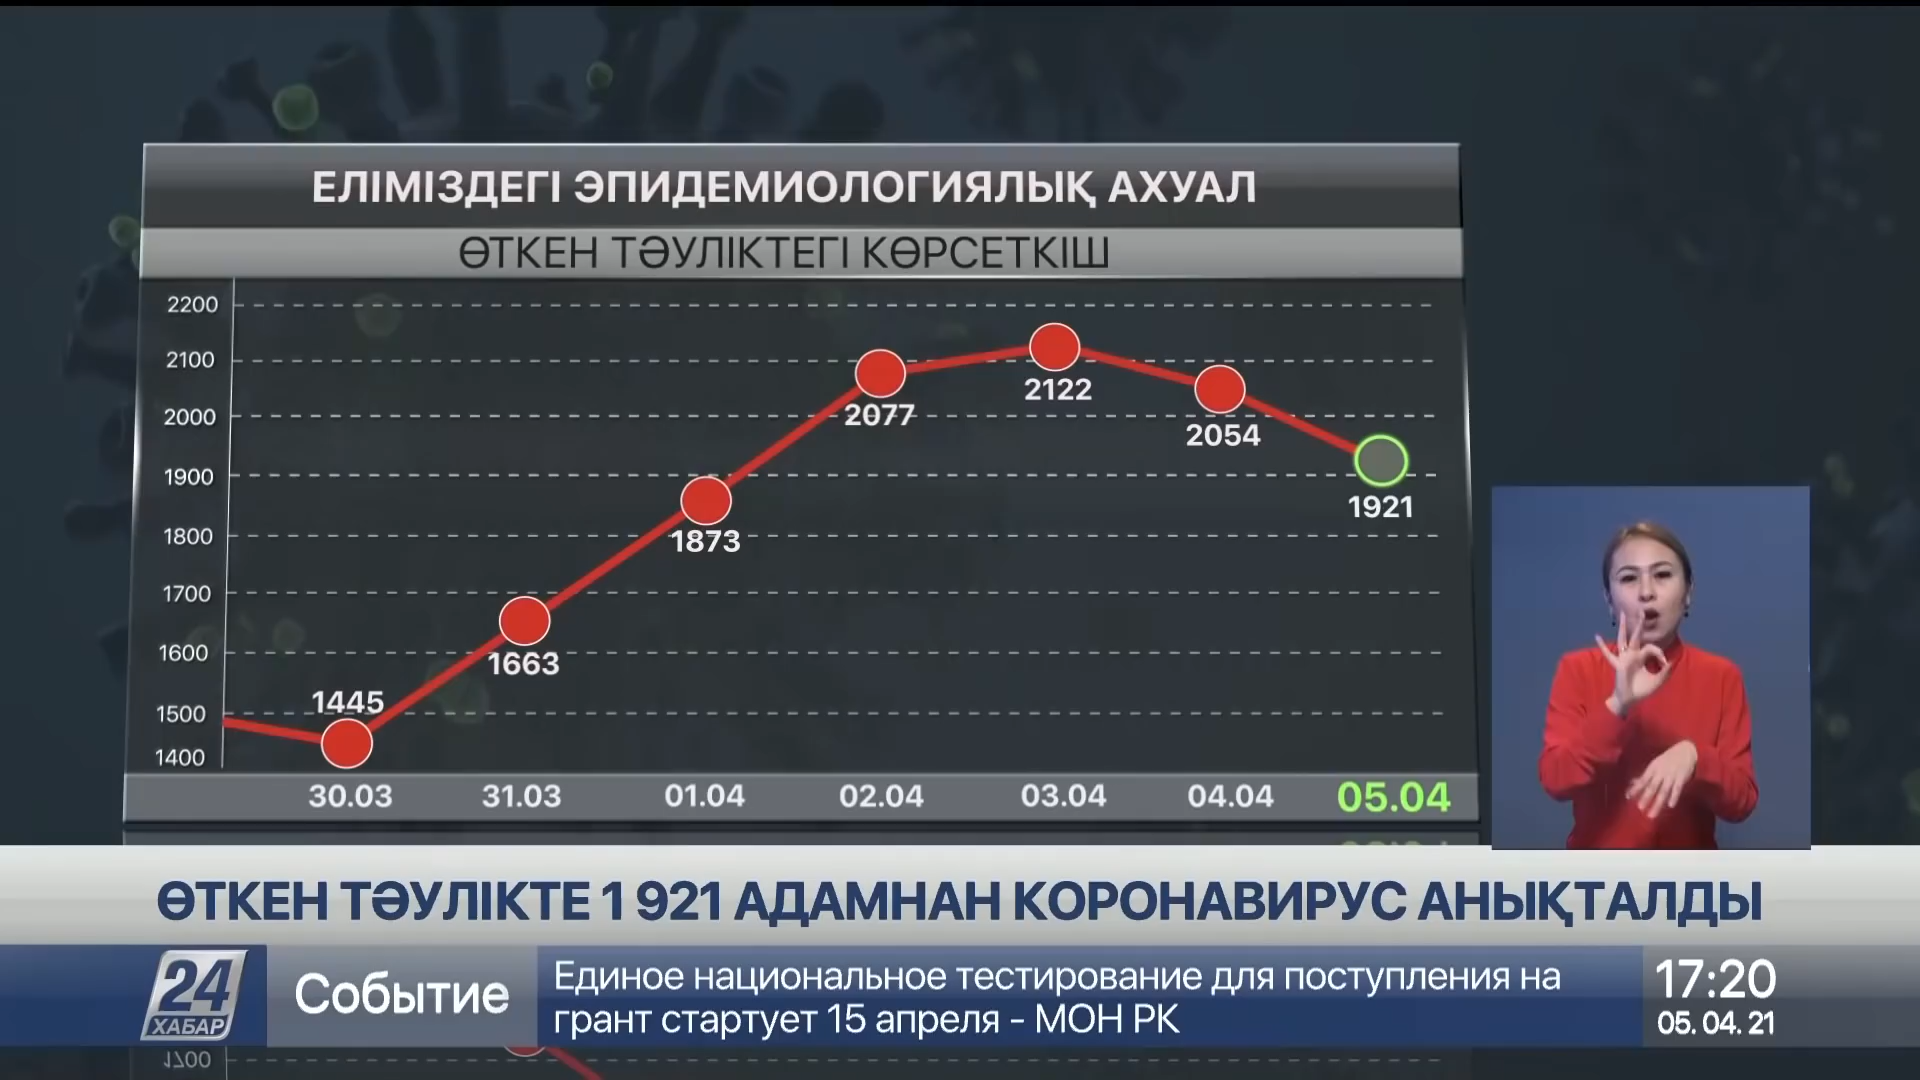 ЕЛІМІЗДЕГІ ЭПИДЕМИОЛОГИЯЛЫҚ АХУАЛ
ӨТКЕН ТӘУЛІКТЕГІ КӨРСЕТКІШ
2200
2100
2000
1900
1800
1700
1600
1500
1400
1445
1663
1873
2077
2122
2054
1921
30.03 31.03 01.04 02.04 03.04 04.04 05.04
ӨТКЕН ТӘУЛІКТЕ 1 921 АДАМНАН КОРОНАВИРУС АНЫҚТАЛДЫ
24
ХАБАР
Событие
Единое национальное тестирование для поступления на
грант стартует 15 апреля - МОН РК
17:20
05. 04. 21
1700